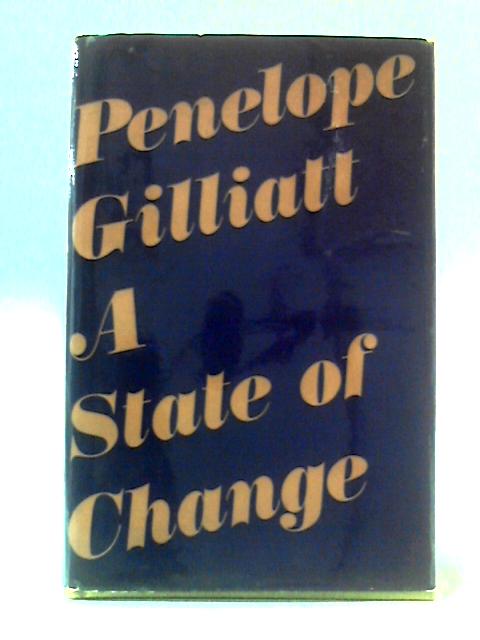 Penelope
Gilliatt
A
State of
Change